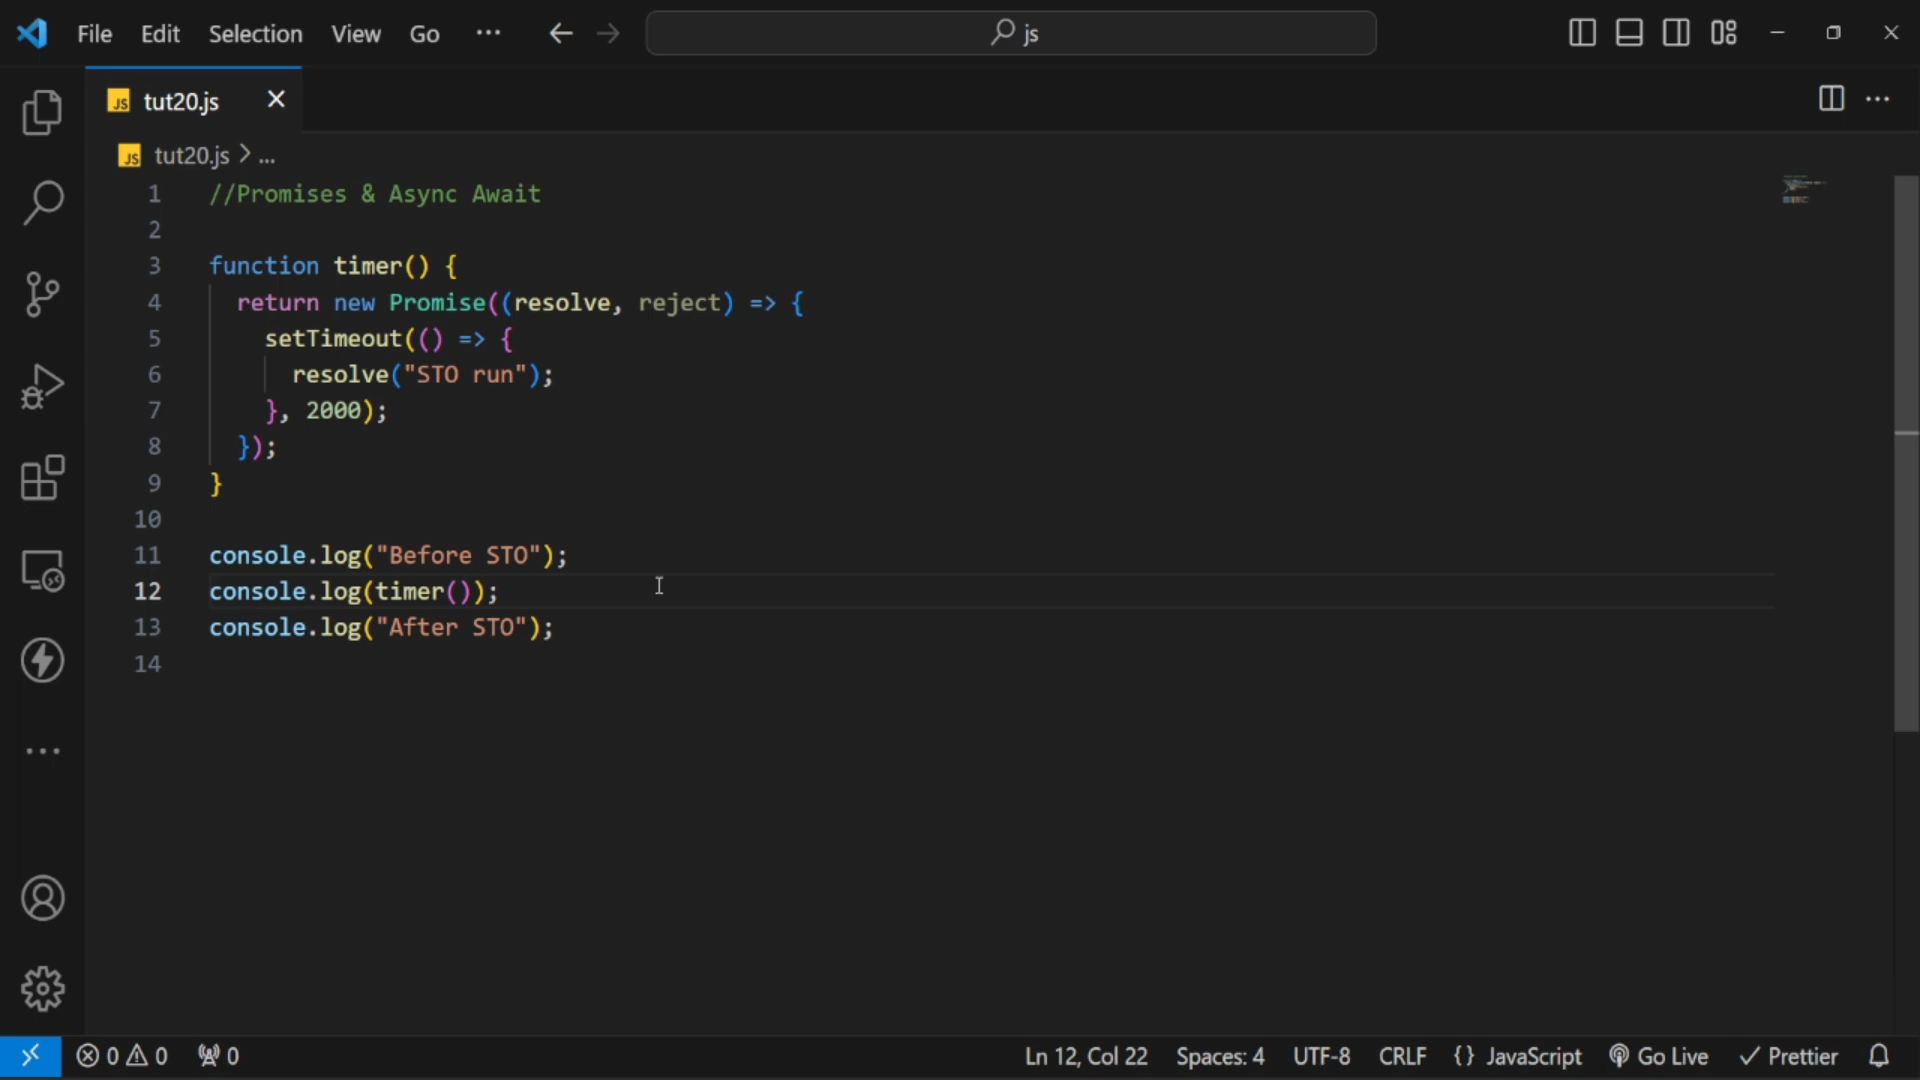 File Edit Selection View Go ··· js
JS tut20.js
JS tut20.js > ...
1 //Promises & Async Await
2
3 function timer() {
4   return new Promise((resolve, reject) => {
5     setTimeout(() => {
6       resolve("STO run");
7     }, 2000);
8   });
9 }
10
11 console.log("Before STO");
12 console.log(timer());
13 console.log("After STO");
14
0 0 0 Ln 12, Col 22 Spaces: 4 UTF-8 CRLF {} JavaScript Go Live Prettier